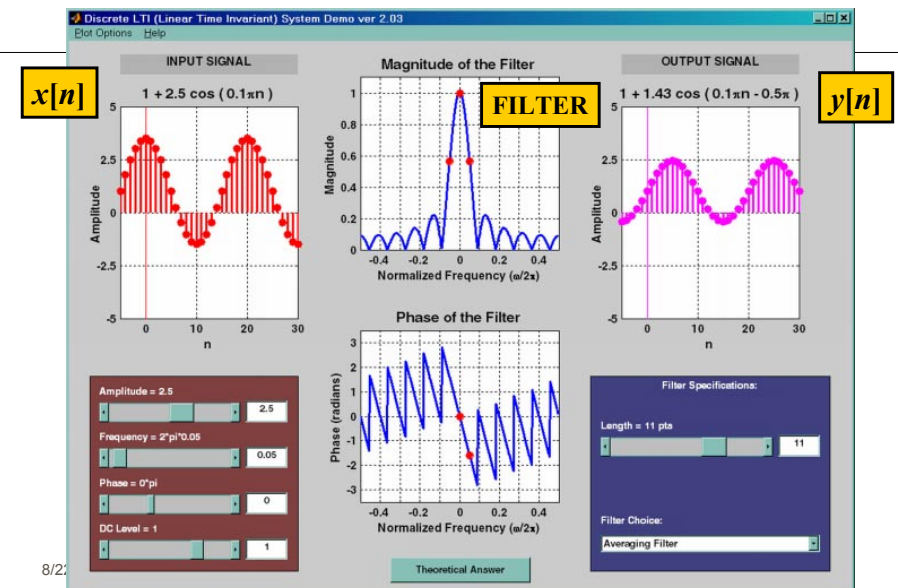 Discrete LTI (Linear Time Invariant) System Demo ver 2.03
Plot Options Help
x[n]
INPUT SIGNAL
1 + 2.5 cos ( 0.1πn )
5
2.5
0
-2.5
-5
Amplitude
0 10 20 30
n
Magnitude of the Filter
FILTER
1
0.8
0.6
0.4
0.2
0
Magnitude
-0.4 -0.2 0 0.2 0.4
Normalized Frequency (ω/2π)
OUTPUT SIGNAL
y[n]
1 + 1.43 cos ( 0.1πn - 0.5π )
5
2.5
0
-2.5
-5
Amplitude
0 10 20 30
n
Phase of the Filter
3
2
1
0
-1
-2
-3
Phase (radians)
-0.4 -0.2 0 0.2 0.4
Normalized Frequency (ω/2π)
Amplitude = 2.5
2.5
Frequency = 2*pi*0.05
0.05
Phase = 0*pi
0
DC Level = 1
1
Filter Specifications:
Length = 11 pts
11
Filter Choice:
Averaging Filter
Theoretical Answer
8/22